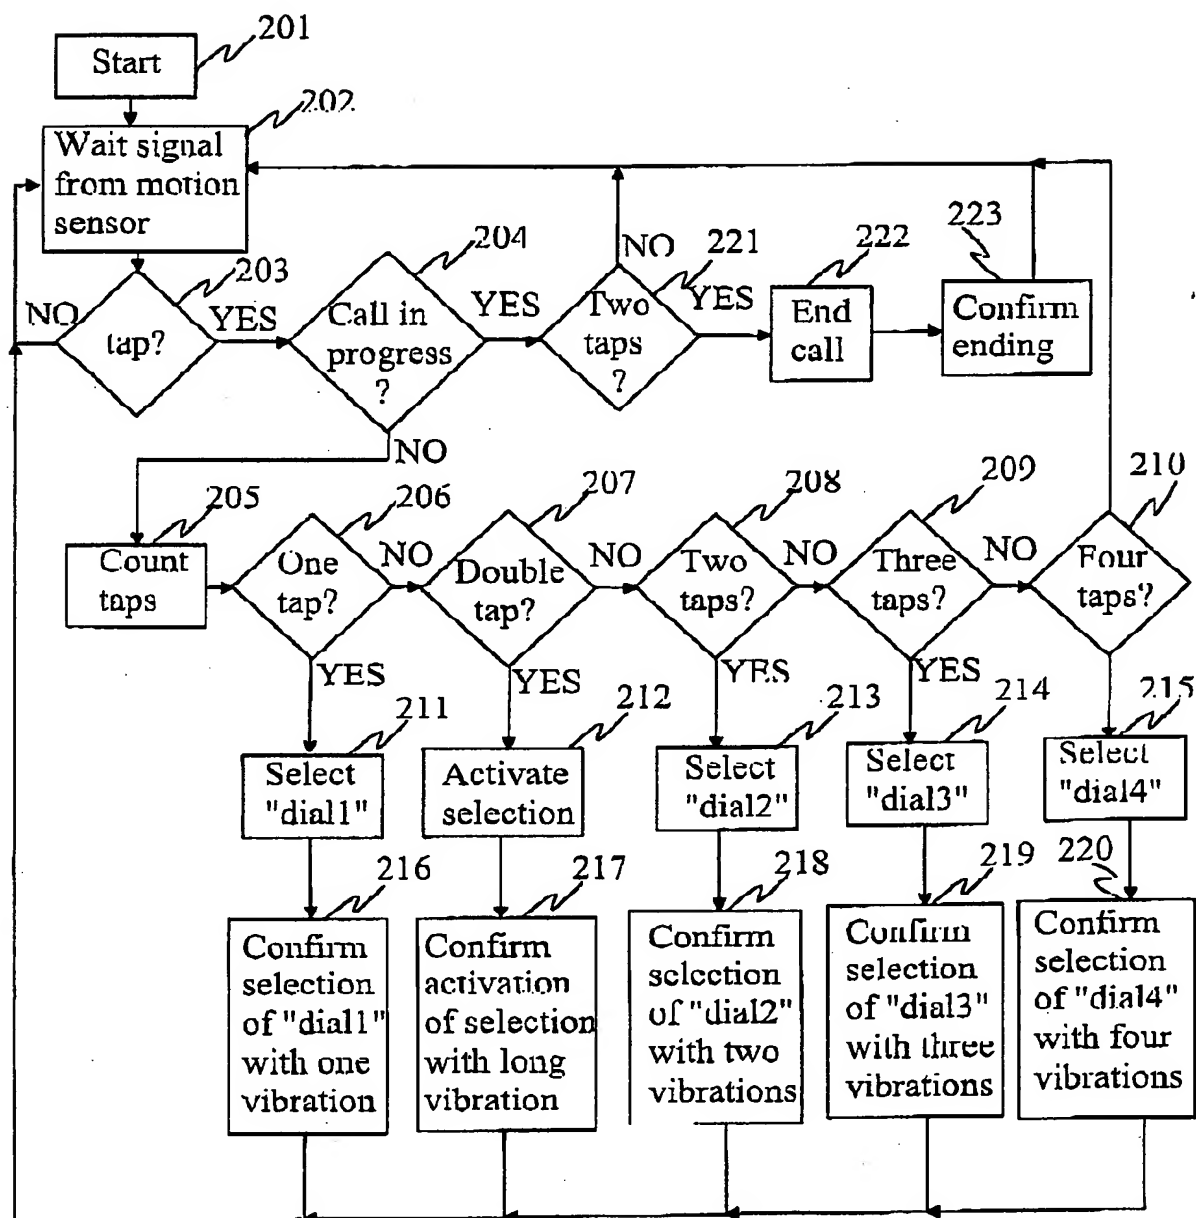 201
Start
202
Wait signal
from motion
sensor
203
NO
tap?
YES
204
Call in
progress
?
YES
NO
NO
221
Two
taps
?
YES
222
End
call
223
Confirm
ending
205
Count
taps
206
One
tap?
NO
YES
207
Double
tap?
NO
YES
208
Two
taps?
NO
YES
209
Three
taps?
NO
YES
210
Four
taps?
211
Select
"dial1"
212
Activate
selection
213
Select
"dial2"
214
Select
"dial3"
215
Select
"dial4"
216
Confirm
selection
of "dial1"
with one
vibration
217
Confirm
activation
of selection
with long
vibration
218
Confirm
selection
of "dial2"
with two
vibrations
219
Confirm
selection
of "dial3"
with three
vibrations
220
Confirm
selection
of "dial4"
with four
vibrations